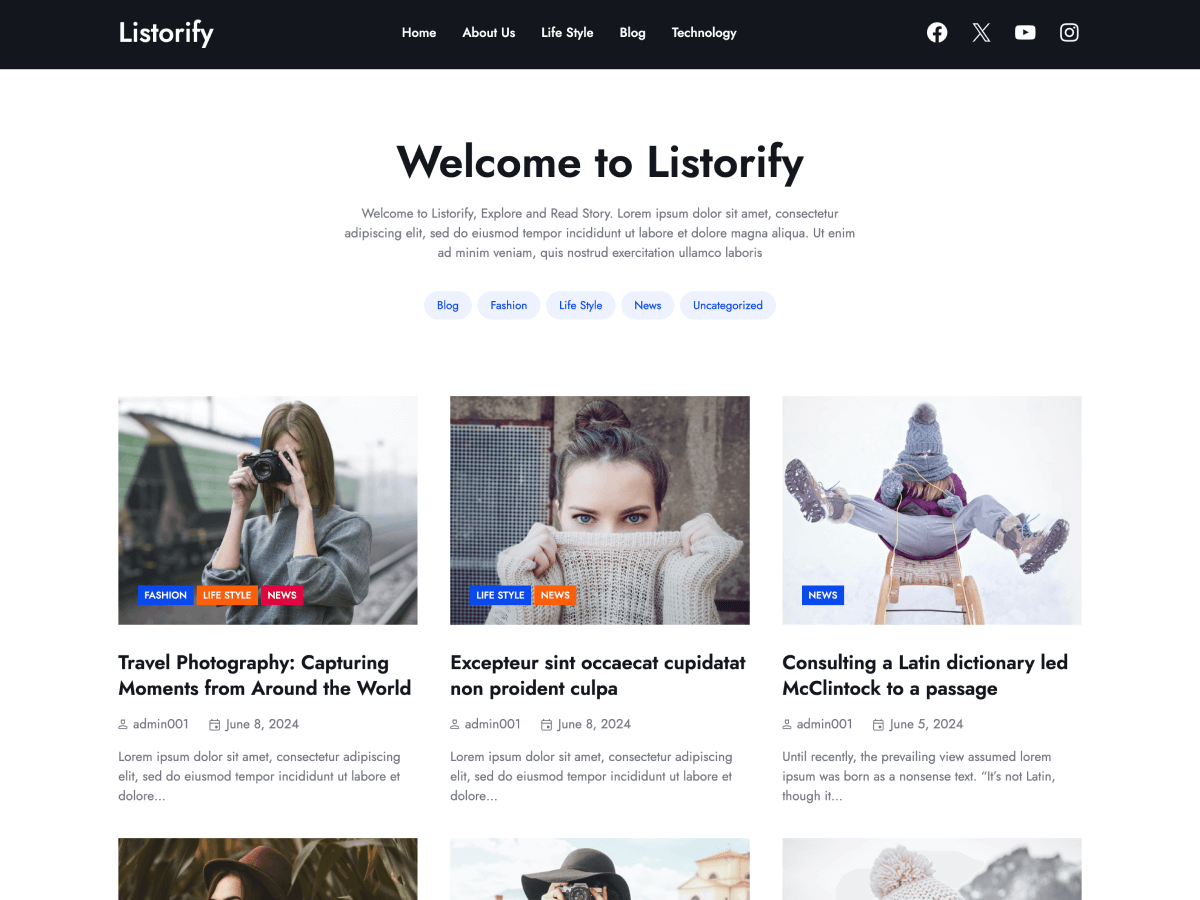 Listorify
Home About Us Life Style Blog Technology
Welcome to Listorify
Welcome to Listorify, Explore and Read Story. Lorem ipsum dolor sit amet, consectetur
adipiscing elit, sed do eiusmod tempor incididunt ut labore et dolore magna aliqua. Ut enim
ad minim veniam, quis nostrud exercitation ullamco laboris
Blog Fashion Life Style News Uncategorized
FASHION LIFE STYLE NEWS
Travel Photography: Capturing
Moments from Around the World
admin001 June 8, 2024
Lorem ipsum dolor sit amet, consectetur adipiscing
elit, sed do eiusmod tempor incididunt ut labore et
dolore…
LIFE STYLE NEWS
Excepteur sint occaecat cupidatat
non proident culpa
admin001 June 8, 2024
Lorem ipsum dolor sit amet, consectetur adipiscing
elit, sed do eiusmod tempor incididunt ut labore et
dolore…
NEWS
Consulting a Latin dictionary led
McClintock to a passage
admin001 June 5, 2024
Until recently, the prevailing view assumed lorem
ipsum was born as a nonsense text. “It’s not Latin,
though it…